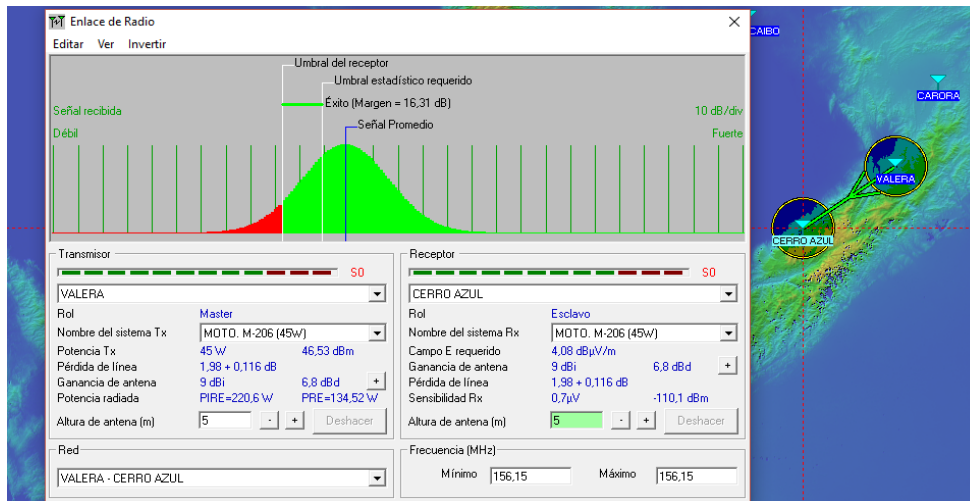 Enlace de Radio
Editar Ver Invertir
Umbral del receptor
Umbral estadístico requerido
Éxito (Margen = 16,31 dB)
Señal recibida
10 dB/div
Señal Promedio
Débil
Fuerte
Transmisor
S0
VALERA
Rol Master
Nombre del sistema Tx MOTO. M-206 (45W)
Potencia Tx 45 W 46,53 dBm
Pérdida de línea 1,98 + 0,116 dB
Ganancia de antena 9 dBi 6,8 dBd +
Potencia radiada PIRE=220,6 W PRE=134,52 W
Altura de antena (m) 5 - + Deshacer
Red
VALERA - CERRO AZUL
Receptor
S0
CERRO AZUL
Rol Esclavo
Nombre del sistema Rx MOTO. M-206 (45W)
Campo E requerido 4,08 dBµV/m
Ganancia de antena 9 dBi 6,8 dBd +
Pérdida de línea 1,98 + 0,116 dB
Sensibilidad Rx 0,7µV -110,1 dBm
Altura de antena (m) 5 - + Deshacer
Frecuencia (MHz)
Mínimo 156,15 Máximo 156,15
CAIBO
CARORA
VALERA
CERRO AZUL